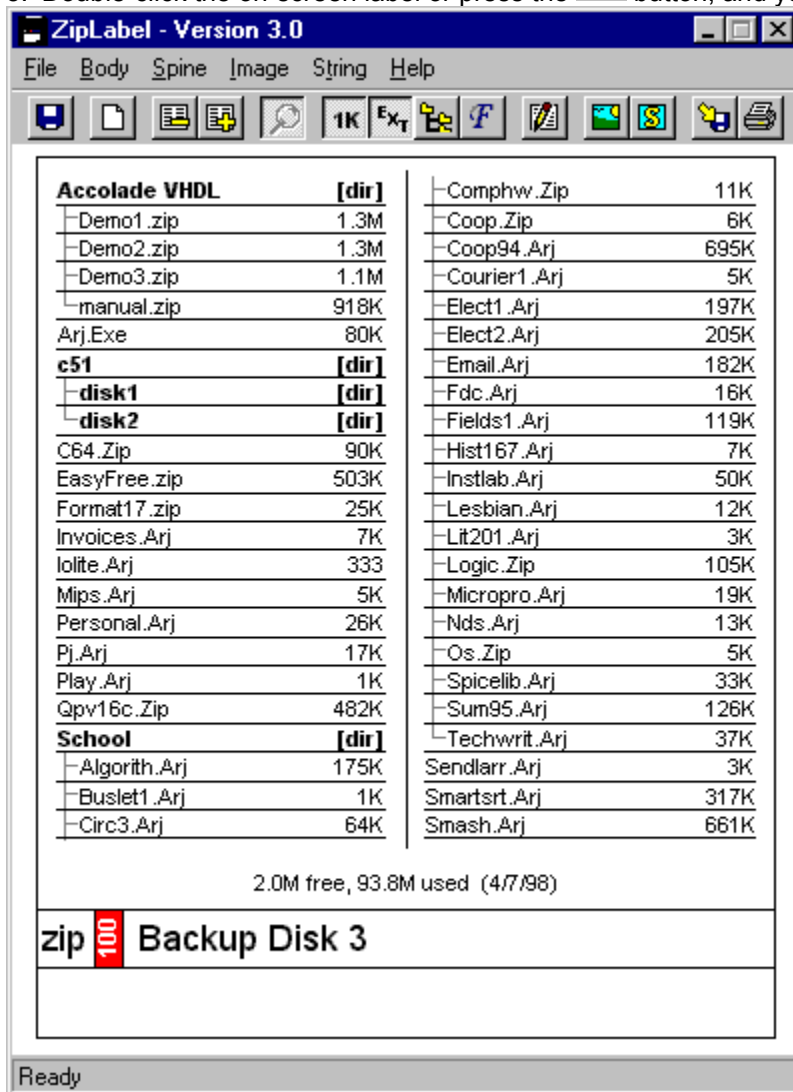 ZipLabel - Version 3.0
File Body Spine Image String Help
1K EXT F S
Accolade VHDL [dir]
Demo1.zip 1.3M
Demo2.zip 1.3M
Demo3.zip 1.1M
manual.zip 918K
Arj.Exe 80K
c51 [dir]
disk1 [dir]
disk2 [dir]
C64.Zip 90K
EasyFree.zip 503K
Format17.zip 25K
Invoices.Arj 7K
Iolite.Arj 333
Mips.Arj 5K
Personal.Arj 26K
Pj.Arj 17K
Play.Arj 1K
Qpv16c.Zip 482K
School [dir]
Algorith.Arj 175K
Buslet1.Arj 1K
Circ3.Arj 64K
Comphw.Zip 11K
Coop.Zip 6K
Coop94.Arj 695K
Courier1.Arj 5K
Elect1.Arj 197K
Elect2.Arj 205K
Email.Arj 182K
Fdc.Arj 16K
Fields1.Arj 119K
Hist167.Arj 7K
Instlab.Arj 50K
Lesbian.Arj 12K
Lit201.Arj 3K
Logic.Zip 105K
Micropro.Arj 19K
Nds.Arj 13K
Os.Zip 5K
Spicelib.Arj 33K
Sum95.Arj 126K
Techwrit.Arj 37K
Sendlarr.Arj 3K
Smartsrt.Arj 317K
Smash.Arj 661K
2.0M free, 93.8M used (4/7/98)
zip 100 Backup Disk 3
Ready